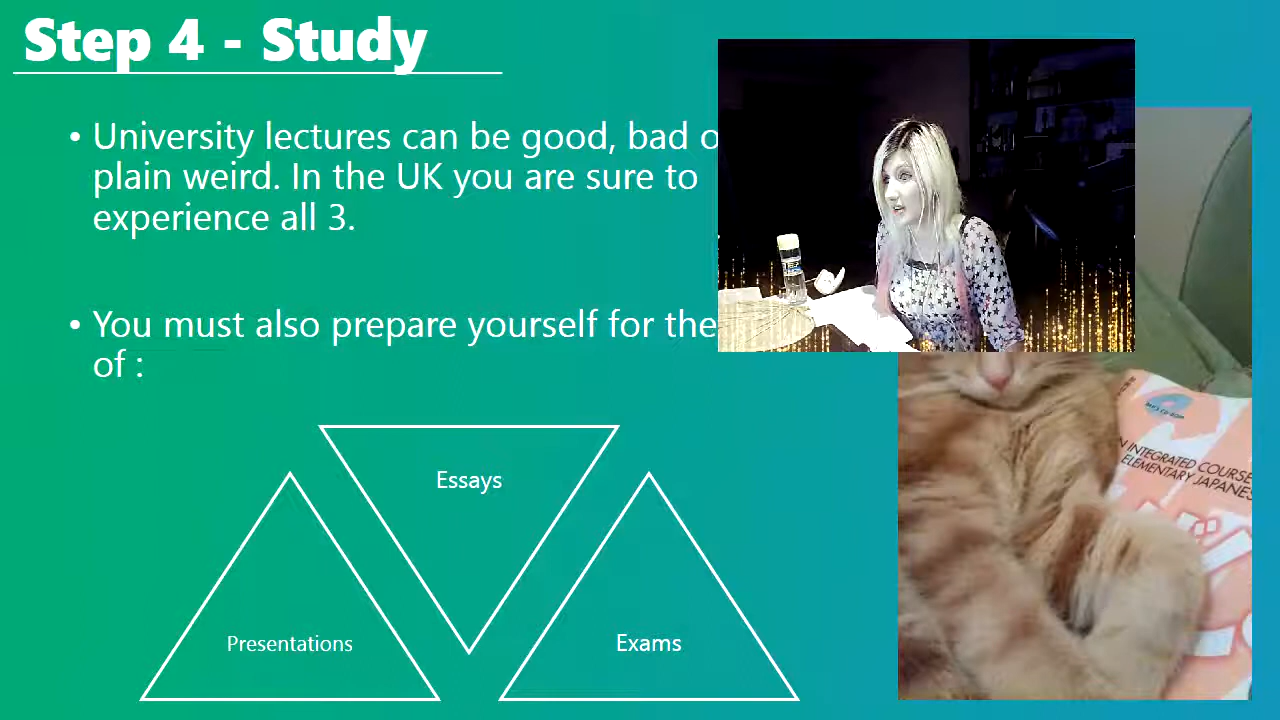 Step 4 - Study
• University lectures can be good, bad o
plain weird. In the UK you are sure to
experience all 3.
• You must also prepare yourself for the
of :
Essays
Presentations
Exams
N INTEGRATED COURSE
ELEMENTARY JAPANES